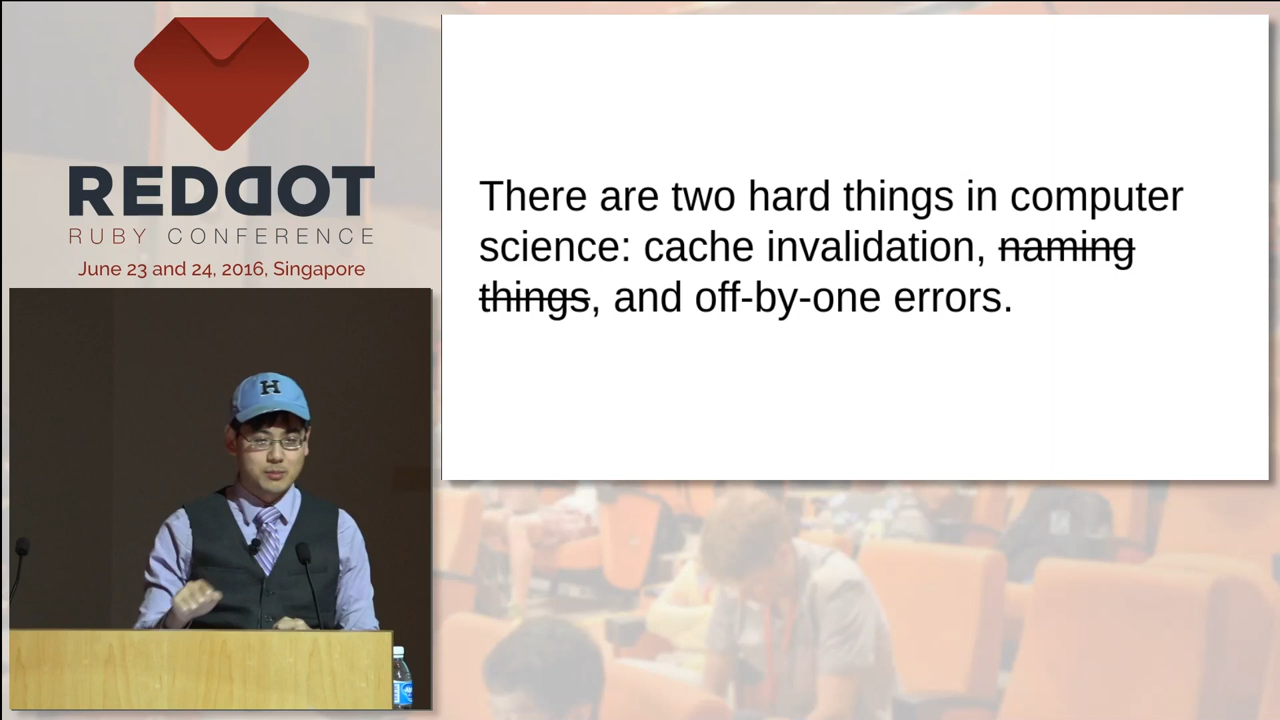 REDDOT
RUBY CONFERENCE
June 23 and 24, 2016, Singapore
H
There are two hard things in computer
science: cache invalidation, naming
things, and off-by-one errors.